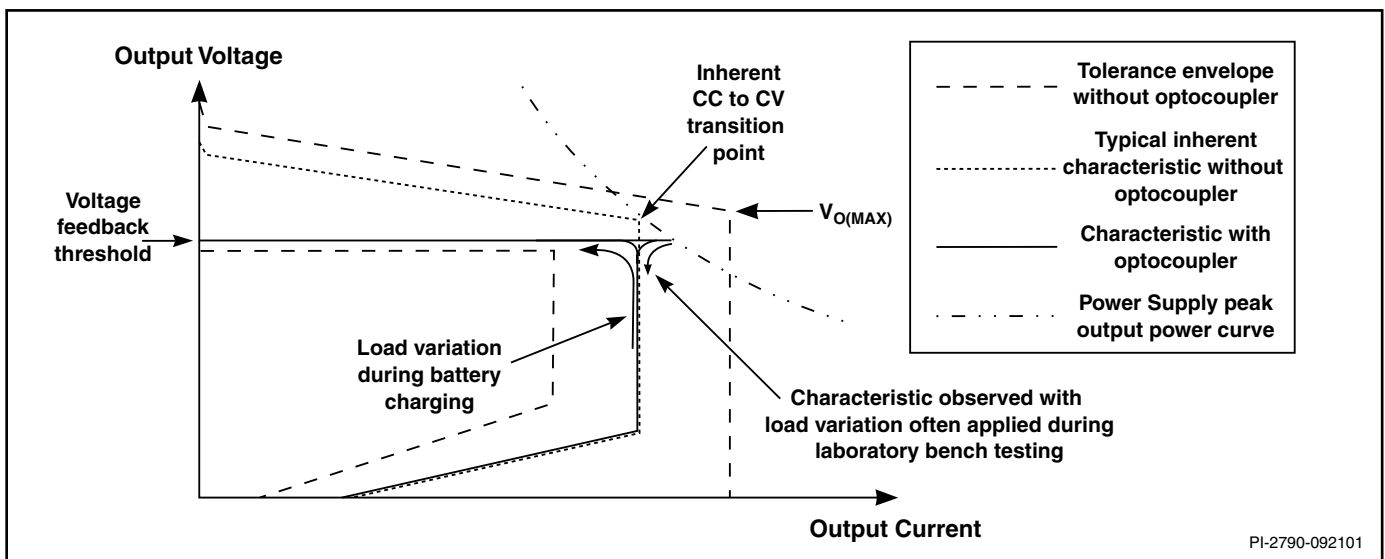 Output Voltage
Inherent
CC to CV
transition
point
Tolerance envelope
without optocoupler
Typical inherent
characteristic without
optocoupler
Characteristic with
optocoupler
Power Supply peak
output power curve
Voltage
feedback
threshold
VO(MAX)
Load variation
during battery
charging
Characteristic observed with
load variation often applied during
laboratory bench testing
Output Current
PI-2790-092101